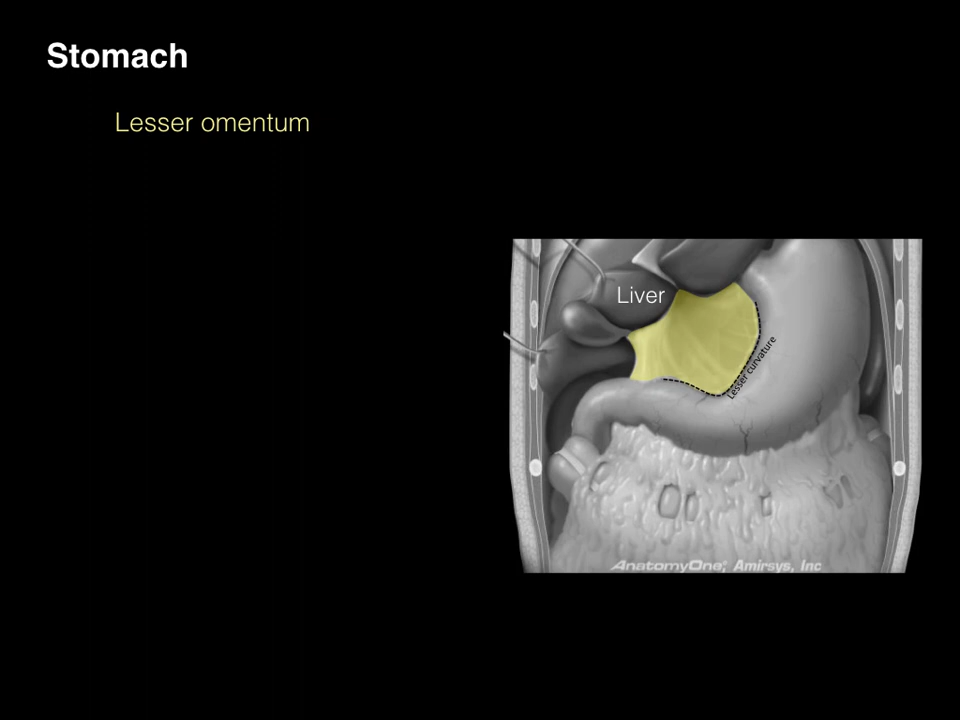 Stomach
Lesser omentum
Liver
Lesser curvature
AnatomyOne, Amirsys, Inc